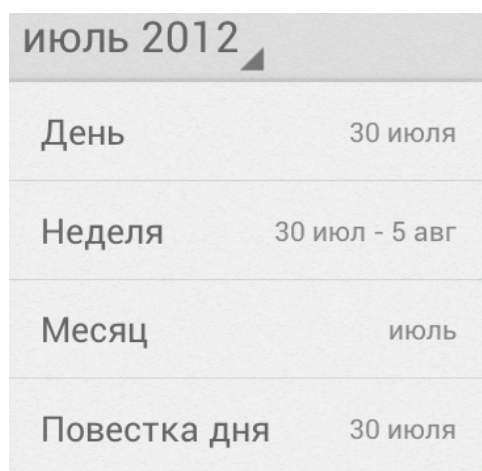 июль 2012
День 30 июля
Неделя 30 июл - 5 авг
Месяц июль
Повестка дня 30 июля